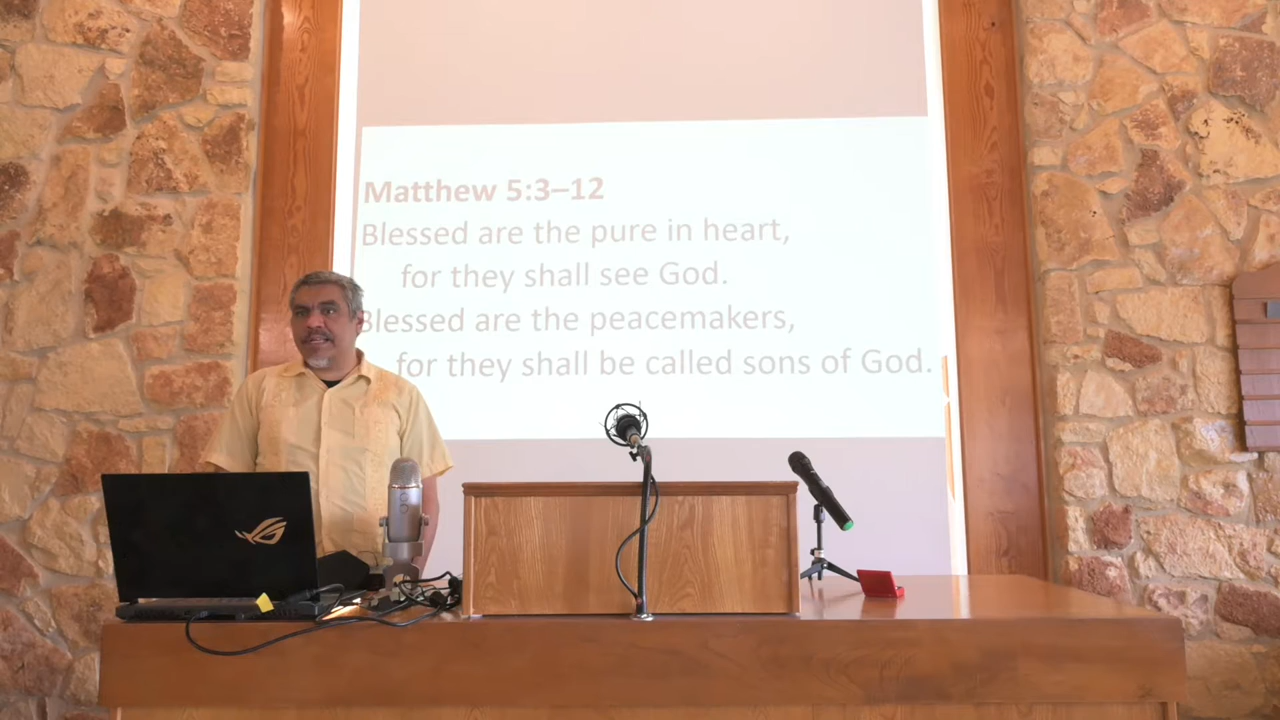 Matthew 5:3–12
Blessed are the pure in heart,
for they shall see God.
Blessed are the peacemakers,
for they shall be called sons of God.